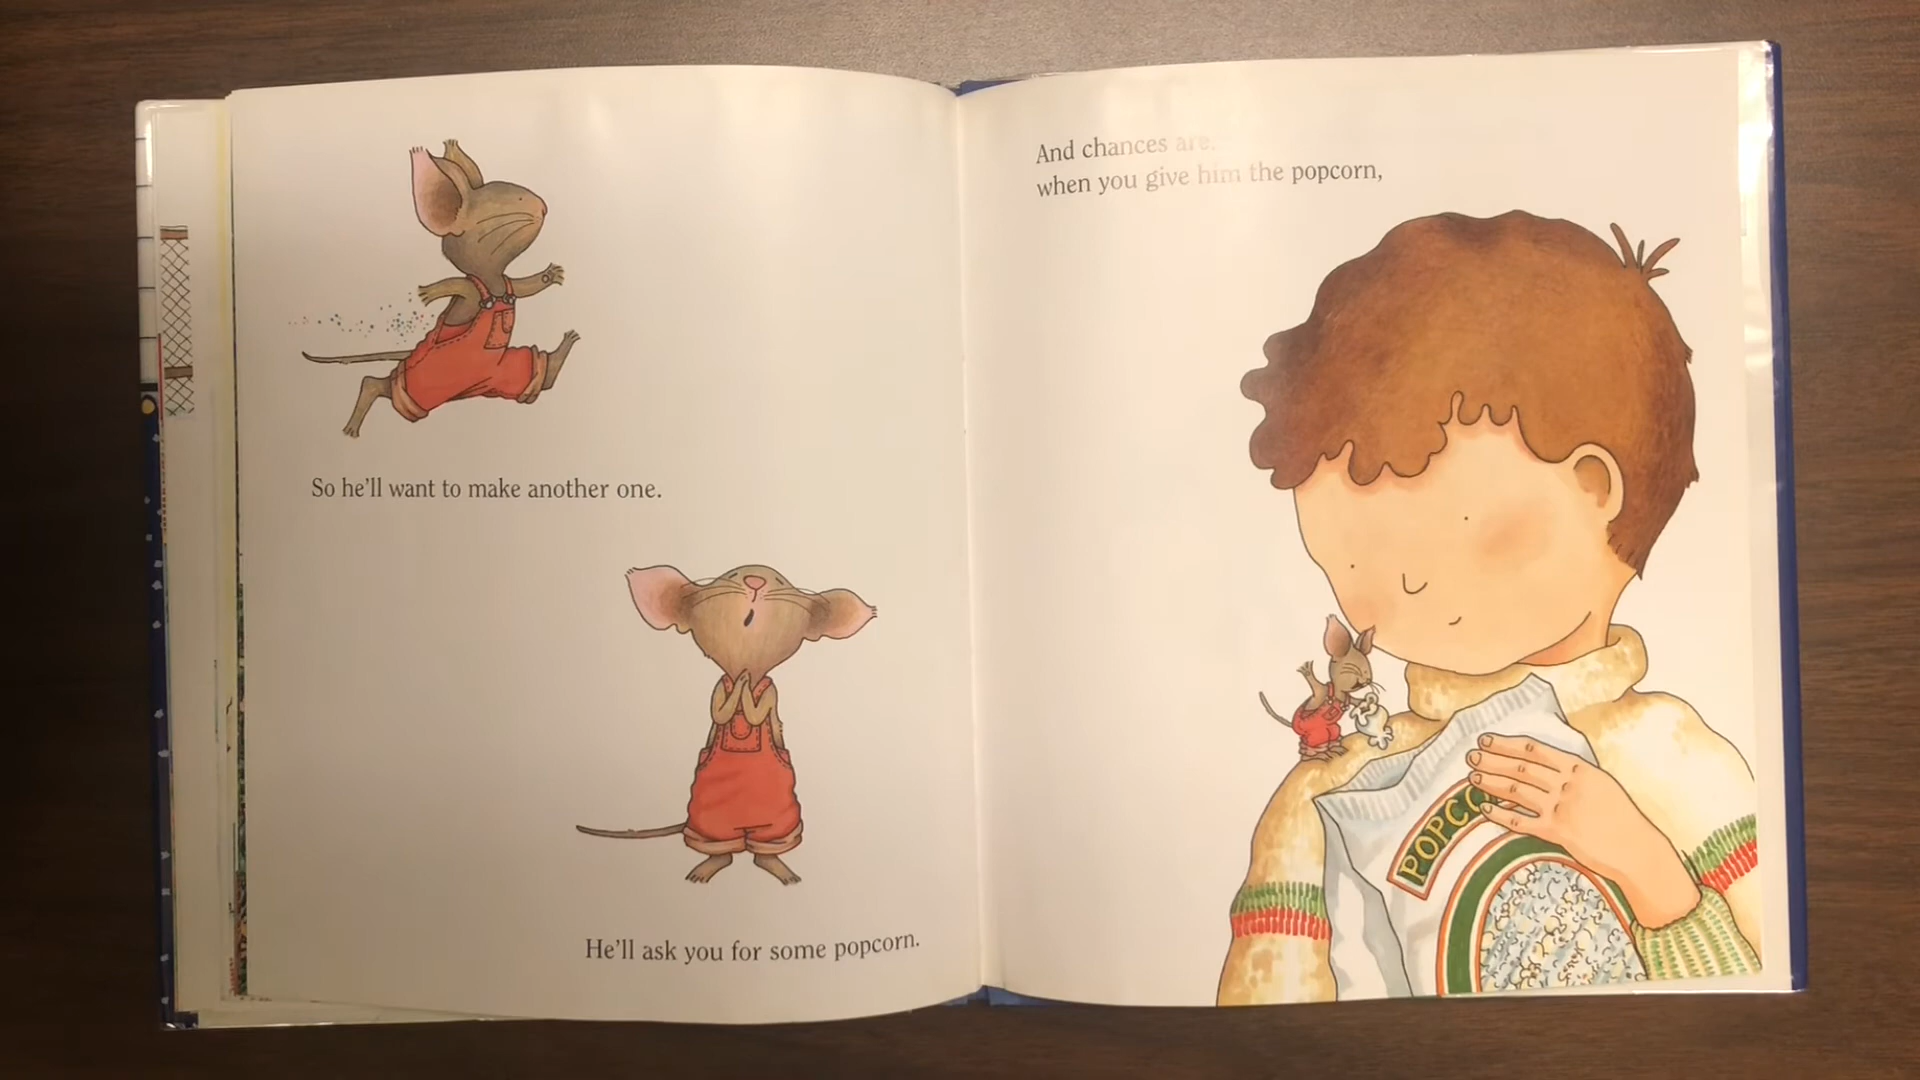 So he'll want to make another one.
He'll ask you for some popcorn.
And chances are,
when you give him the popcorn,
POPCO